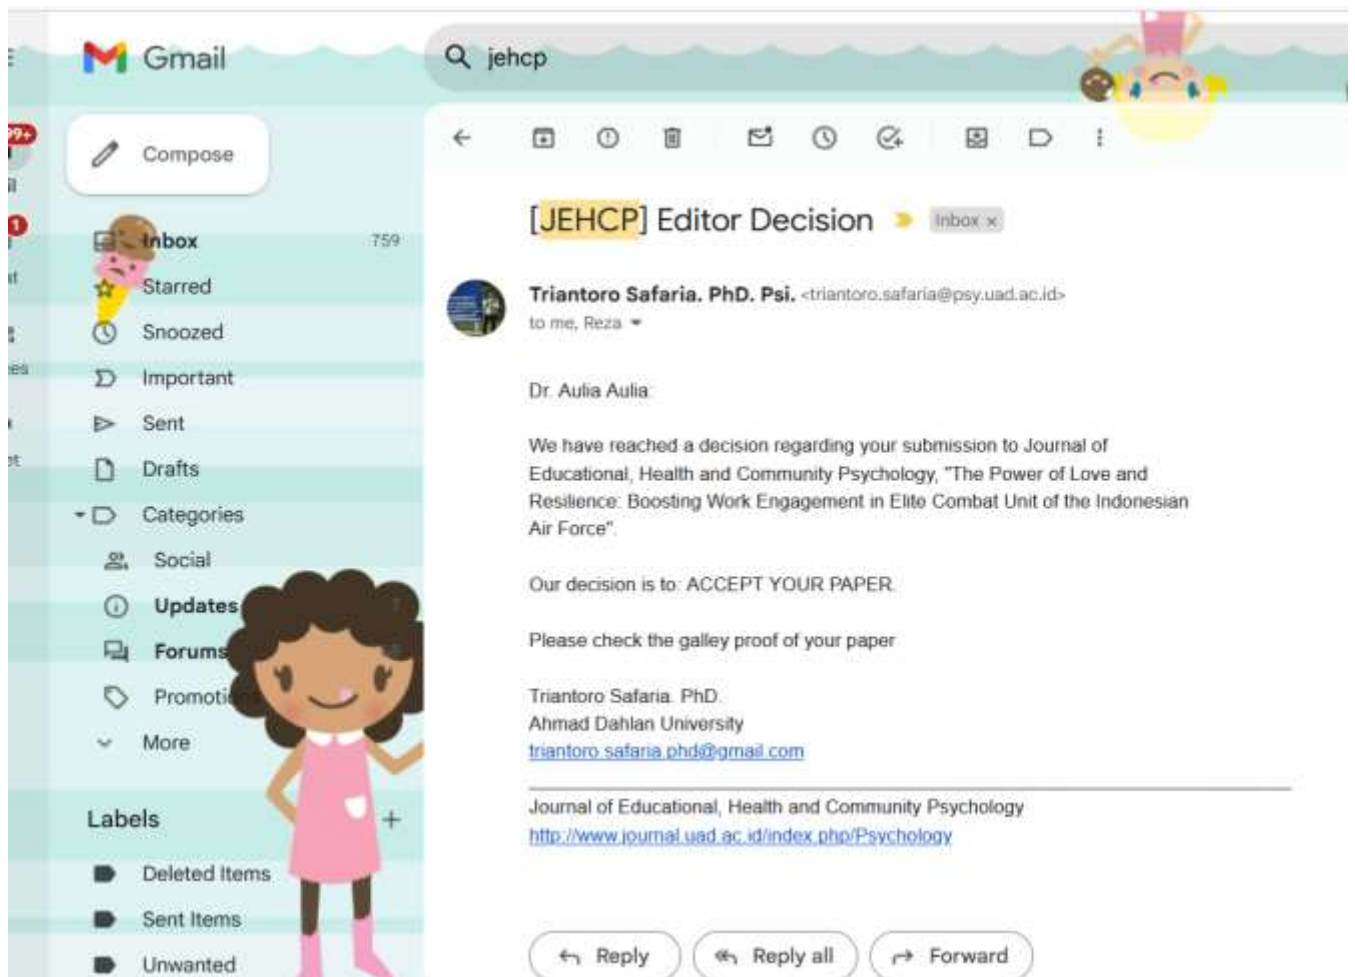 Gmail
jehcp
99+
Compose
[JEHCP] Editor Decision
Inbox ×
1
Inbox 759
Starred
Snoozed
Important
Sent
Drafts
Categories
Social
Updates
Forums
Promoti
More
Labels +
Deleted Items
Sent Items
Unwanted
Triantoro Safaria. PhD. Psi. <triantoro.safaria@psy.uad.ac.id>
to me, Reza
Dr. Aulia Aulia:
We have reached a decision regarding your submission to Journal of
Educational, Health and Community Psychology, "The Power of Love and
Resilience: Boosting Work Engagement in Elite Combat Unit of the Indonesian
Air Force".
Our decision is to: ACCEPT YOUR PAPER.
Please check the galley proof of your paper
Triantoro Safaria. PhD.
Ahmad Dahlan University
triantoro.safaria.phd@gmail.com
Journal of Educational, Health and Community Psychology
http://www.journal.uad.ac.id/index.php/Psychology
Reply
Reply all
Forward